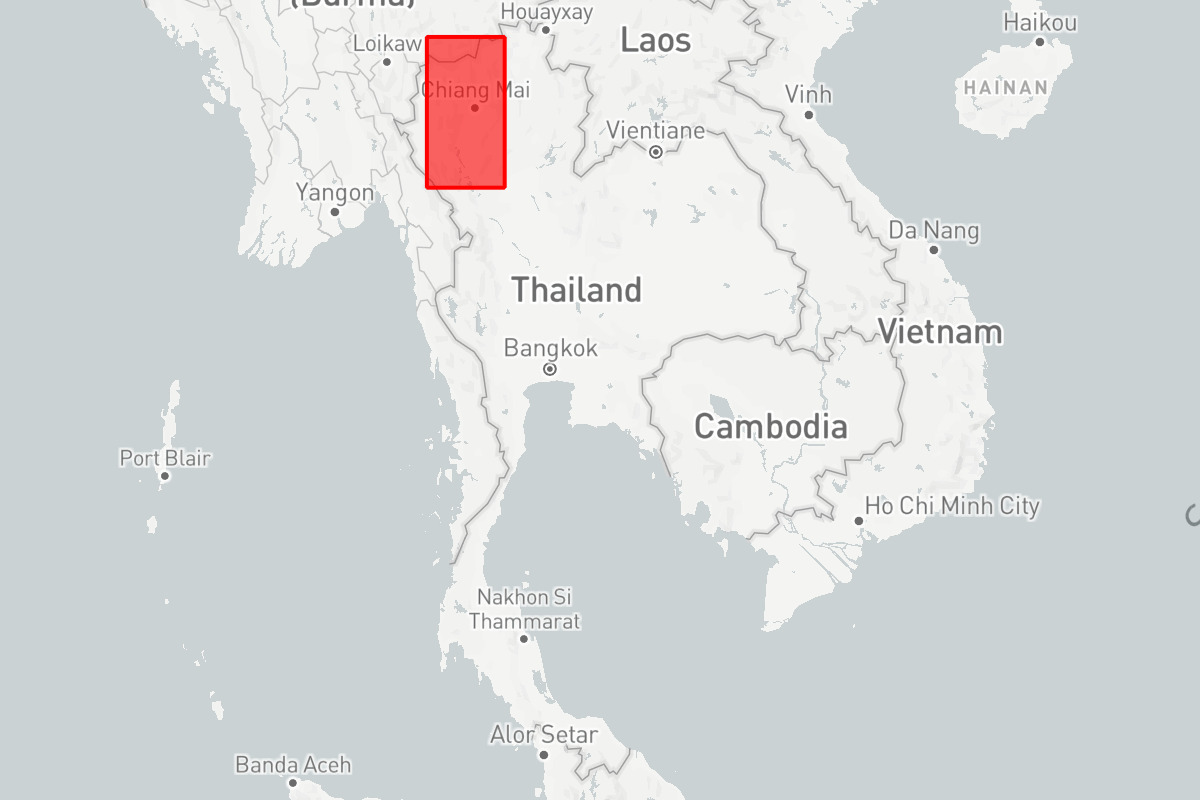 (Burma)
Houayxay
Haikou
Loikaw
Laos
Chiang Mai
HAINAN
Vinh
Vientiane
Yangon
Da Nang
Thailand
Vietnam
Bangkok
Cambodia
Port Blair
Ho Chi Minh City
Nakhon Si
Thammarat
Alor Setar
Banda Aceh